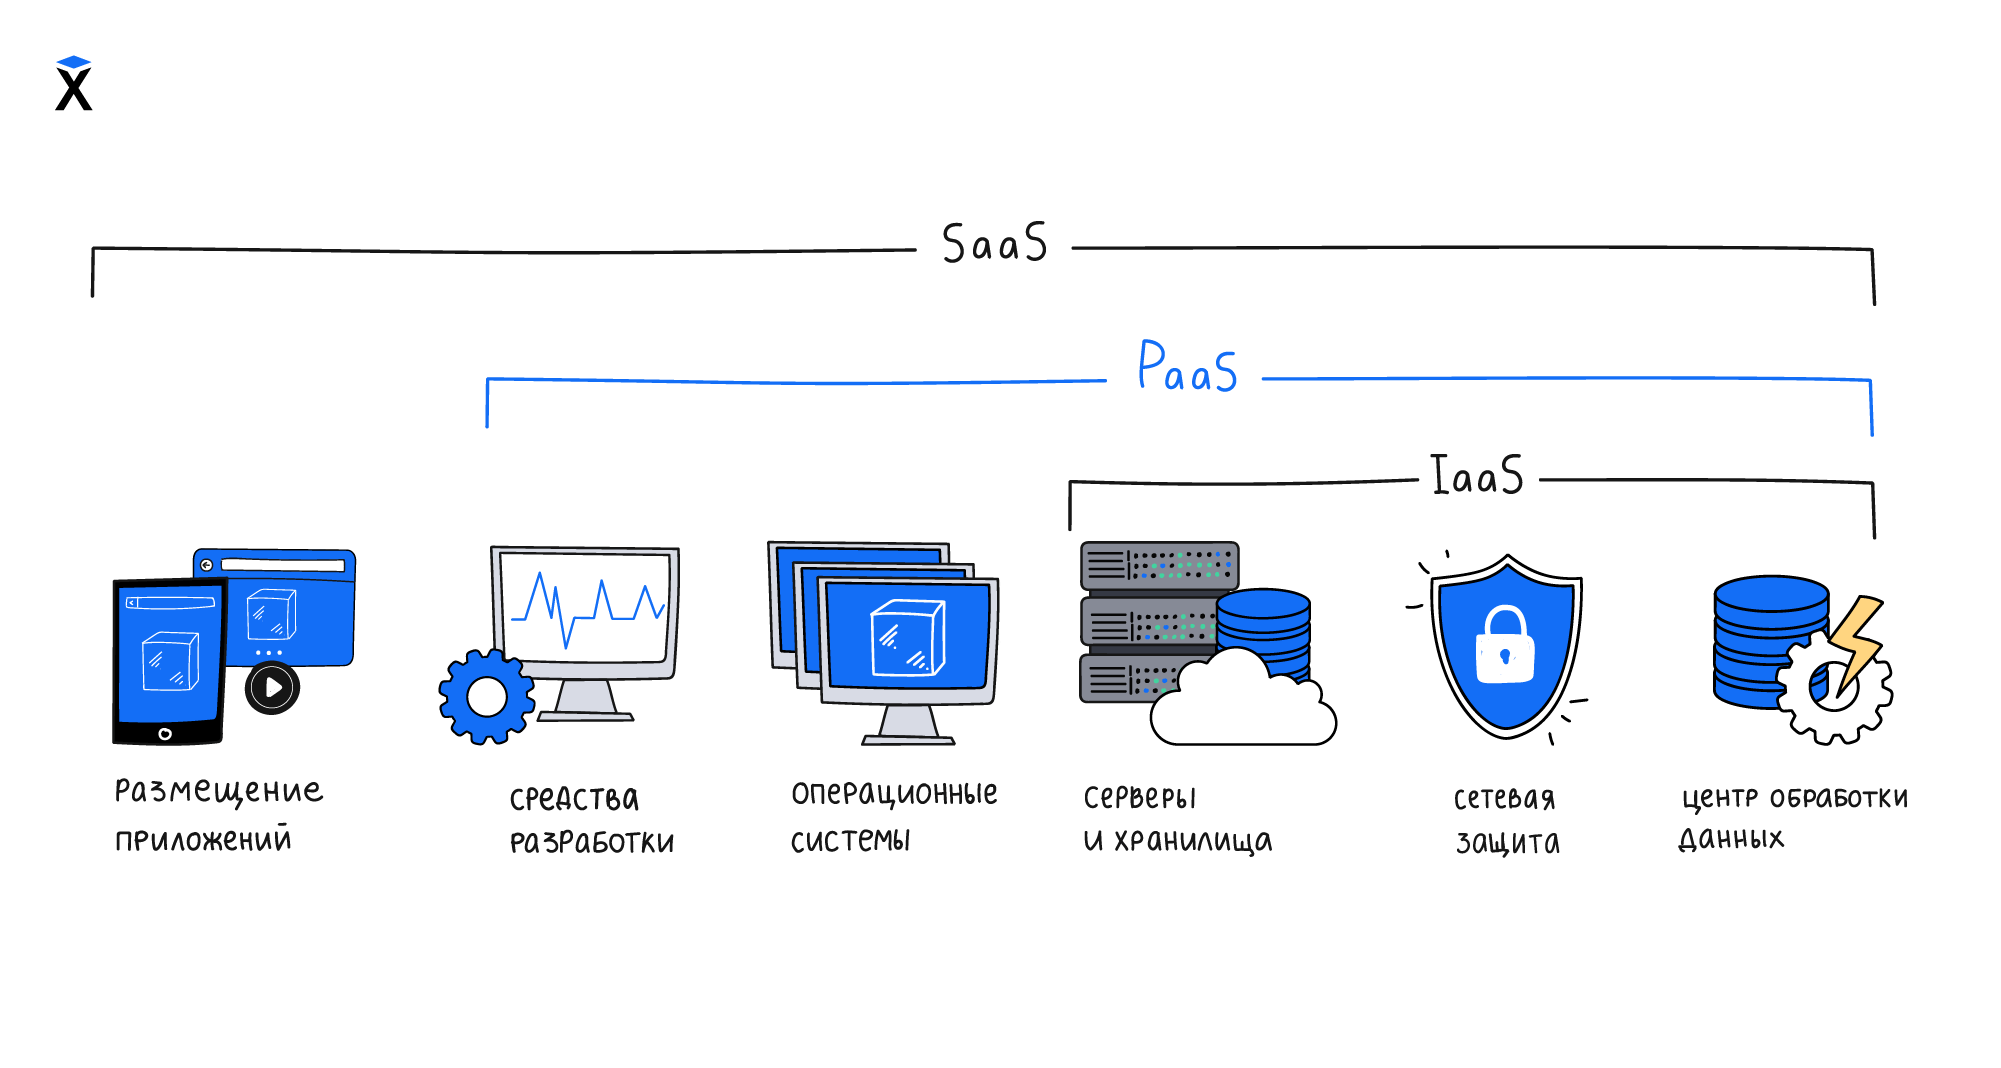 SaaS
PaaS
IaaS
Размещение
приложений
средства
разработки
операционные
системы
серверы
и хранилища
сетевая
защита
центр обработки
данных